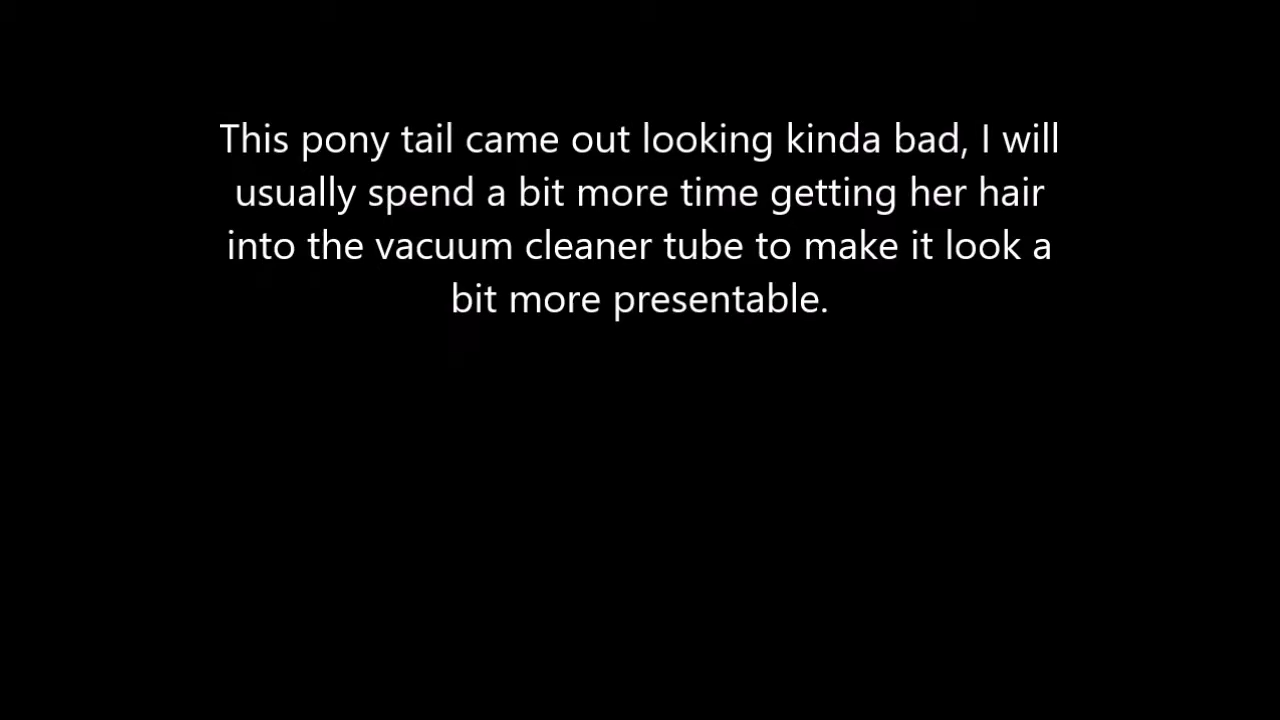 This pony tail came out looking kinda bad, I will
usually spend a bit more time getting her hair
into the vacuum cleaner tube to make it look a
bit more presentable.